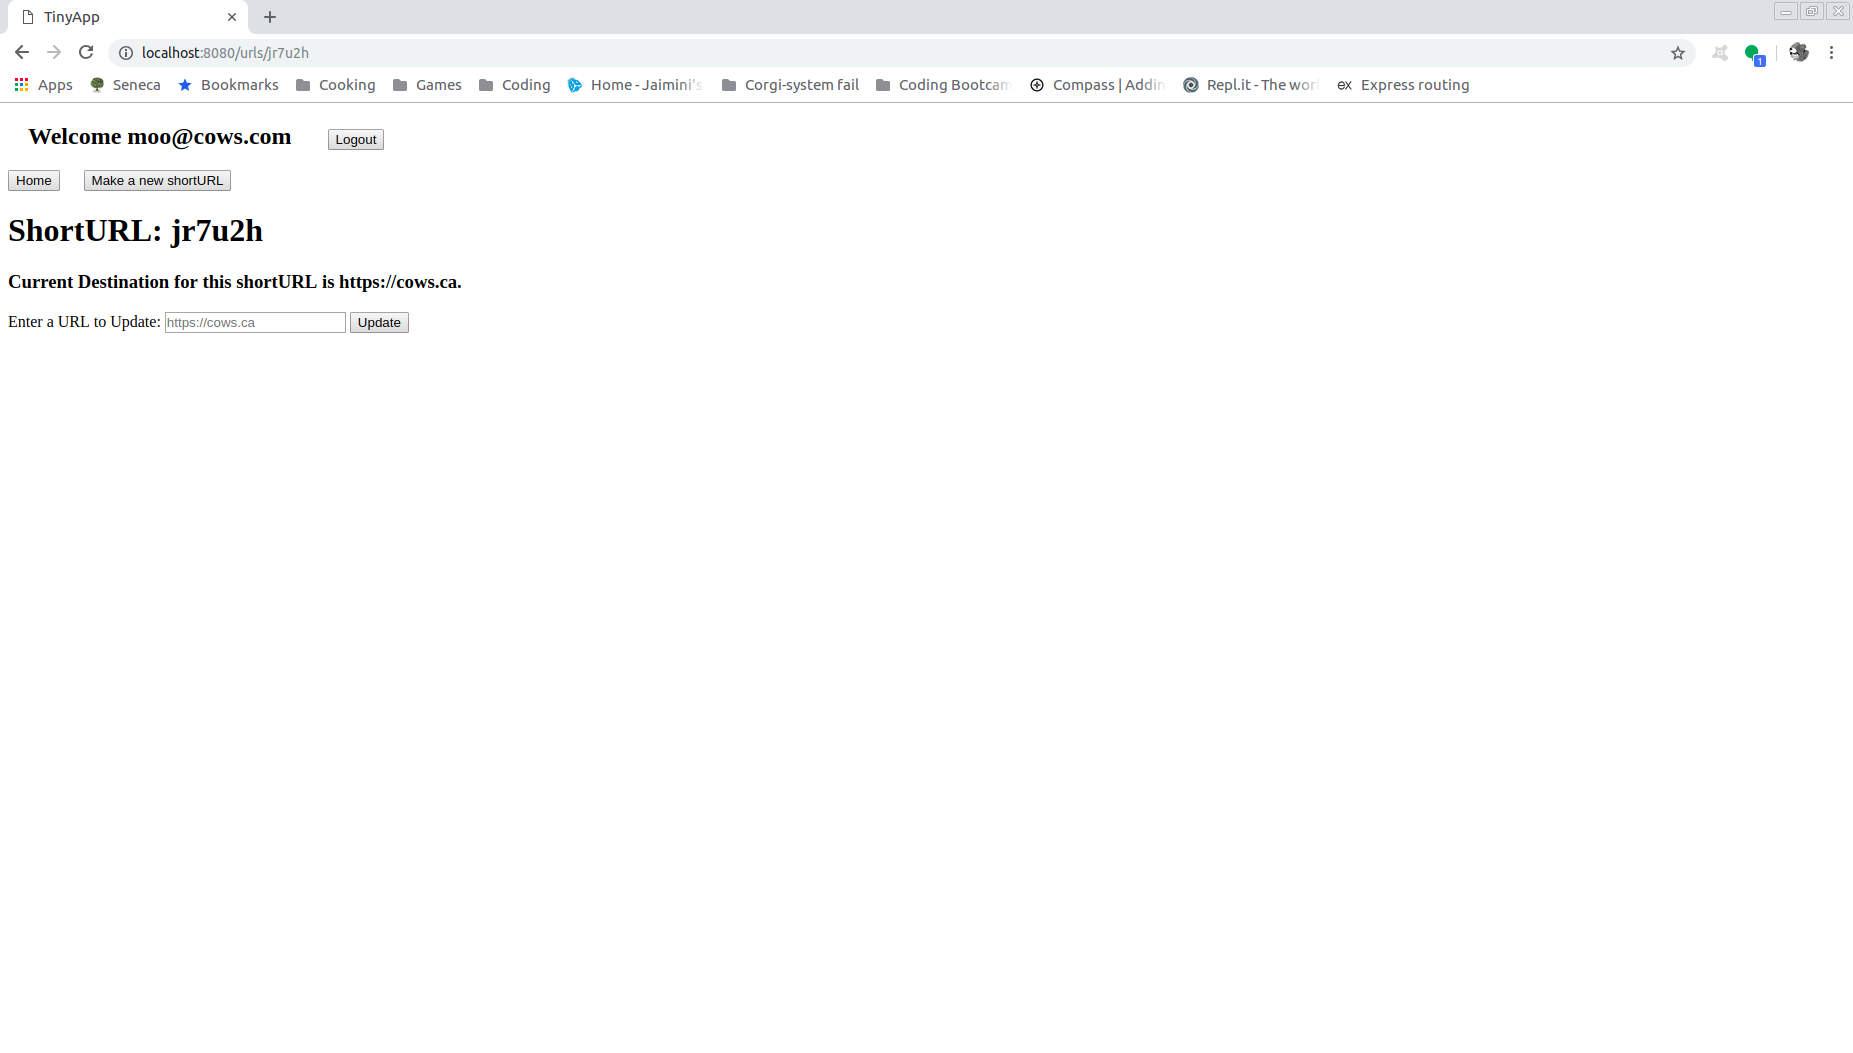 TinyApp
localhost:8080/urls/jr7u2h
1
Apps Seneca Bookmarks Cooking Games Coding Home - Jaimini's Corgi-system fail Coding Bootcam Compass | Addin Repl.it - The worl ex Express routing
Welcome moo@cows.com Logout
Home Make a new shortURL
ShortURL: jr7u2h
Current Destination for this shortURL is https://cows.ca.
Enter a URL to Update: https://cows.ca Update